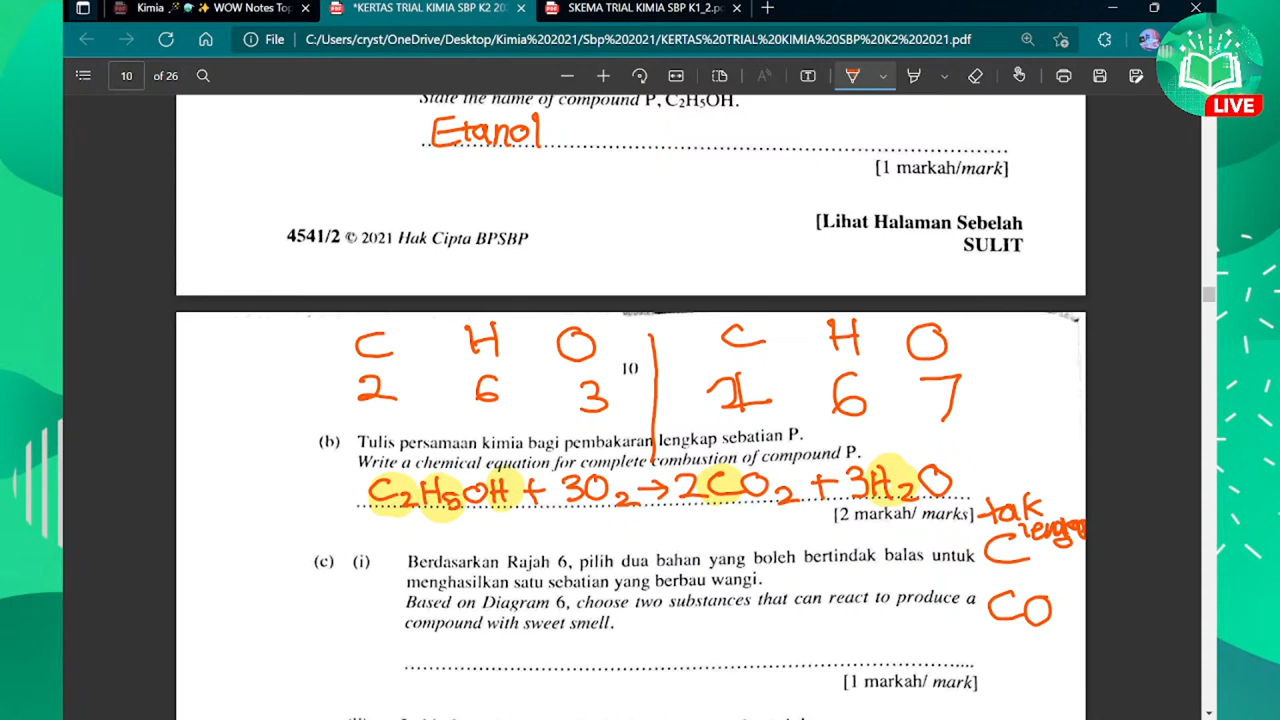 Kimia WOW Notes Top
*KERTAS TRIAL KIMIA SBP K2 202
SKEMA TRIAL KIMIA SBP K1_2.pdf
File C:/Users/cryst/OneDrive/Desktop/Kimia%202021/Sbp%202021/KERTAS%20TRIAL%20KIMIA%20SBP%20K2%202021.pdf
10 of 26
LIVE
State the name of compound P, C₂H₅OH.
Etanol
[1 markah/mark]
4541/2 © 2021 Hak Cipta BPSBP
[Lihat Halaman Sebelah
SULIT
C H O C H O
10
2 6 3 6 7
(b) Tulis persamaan kimia bagi pembakaran lengkap sebatian P.
Write a chemical equation for complete combustion of compound P.
C₂H₅OH + 3O₂ → 2CO₂ + 3H₂O
[2 markah/ marks]
tak
C
CO
(c) (i) Berdasarkan Rajah 6, pilih dua bahan yang boleh bertindak balas untuk
menghasilkan satu sebatian yang berbau wangi.
Based on Diagram 6, choose two substances that can react to produce a
compound with sweet smell.
[1 markah/ mark]